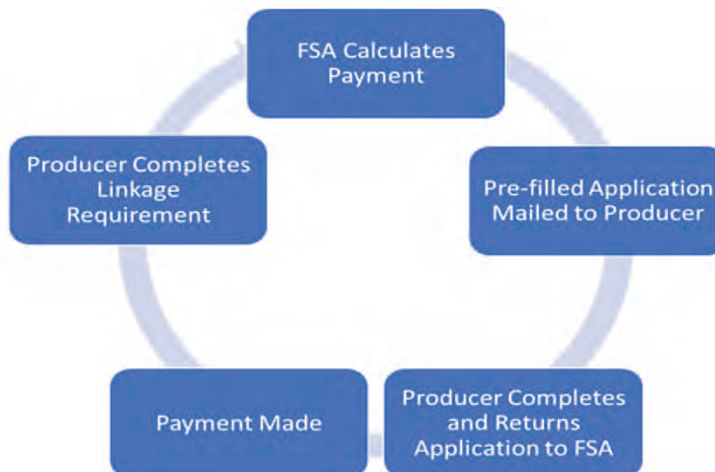 FSA Calculates
Payment
Pre-filled Application
Mailed to Producer
Producer Completes
and Returns
Application to FSA
Payment Made
Producer Completes
Linkage
Requirement